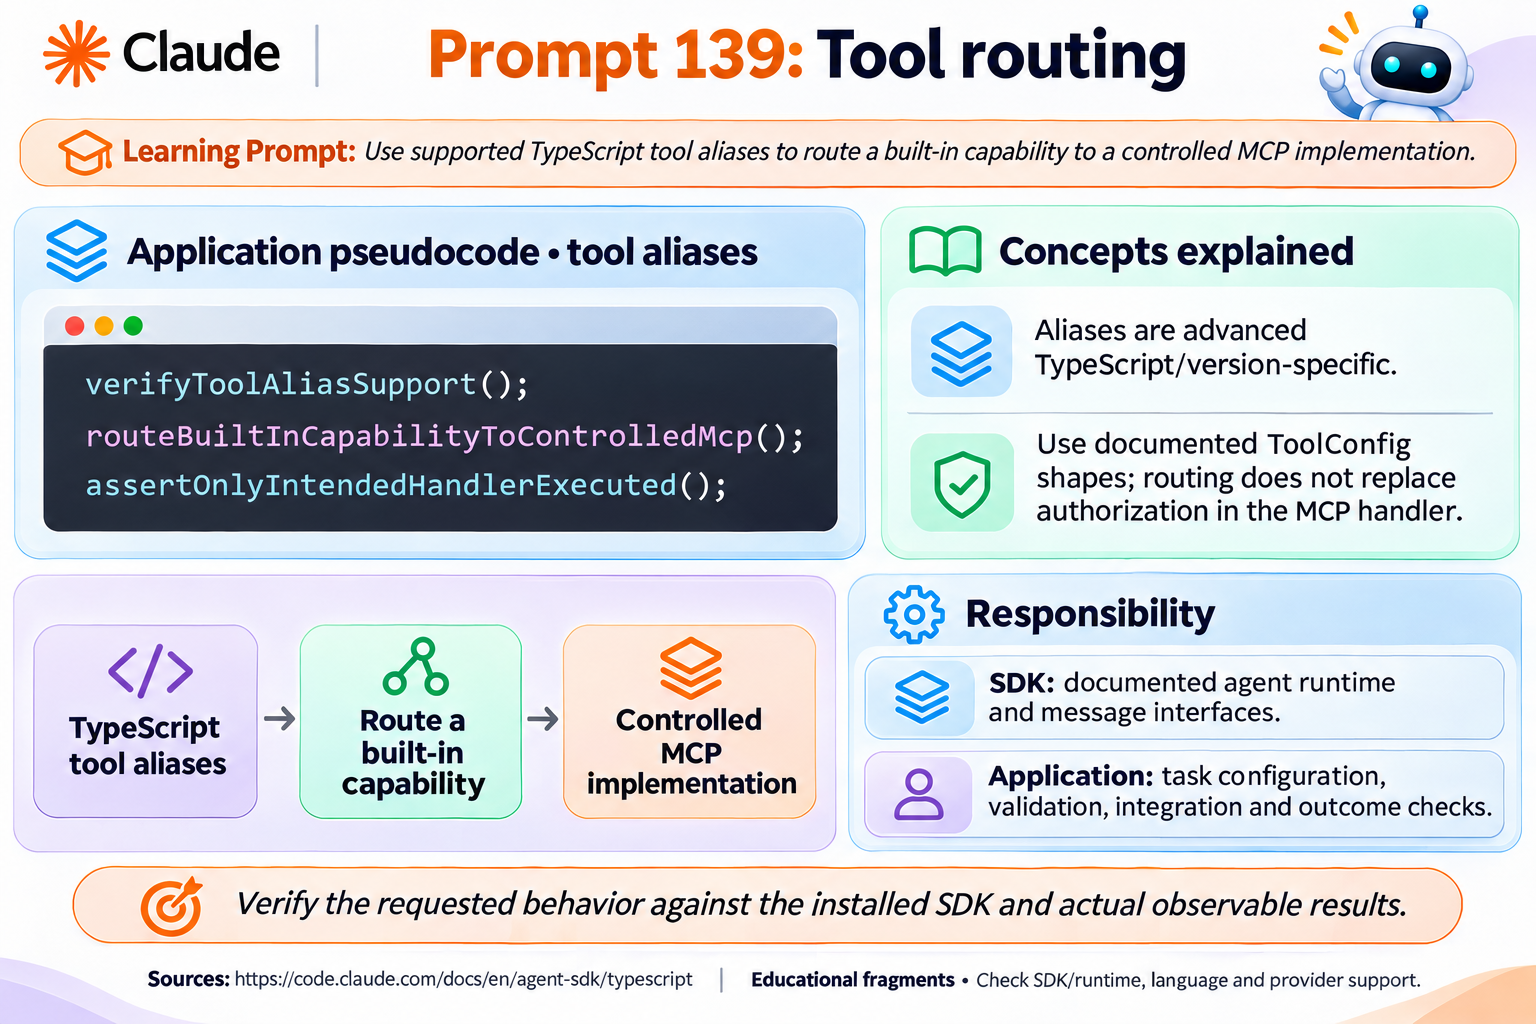 Claude
Prompt 139: Tool routing
Learning Prompt: Use supported TypeScript tool aliases to route a built-in capability to a controlled MCP implementation.
Application pseudocode • tool aliases
verifyToolAliasSupport();
routeBuiltInCapabilityToControlledMcp();
assertOnlyIntendedHandlerExecuted();
Concepts explained
Aliases are advanced
TypeScript/version-specific.
Use documented ToolConfig
shapes; routing does not replace
authorization in the MCP handler.
</>
TypeScript
tool aliases
Route a
built-in
capability
Controlled
MCP
implementation
Responsibility
SDK: documented agent runtime
and message interfaces.
Application: task configuration,
validation, integration and outcome checks.
Verify the requested behavior against the installed SDK and actual observable results.
Sources: https://code.claude.com/docs/en/agent-sdk/typescript
Educational fragments • Check SDK/runtime, language and provider support.